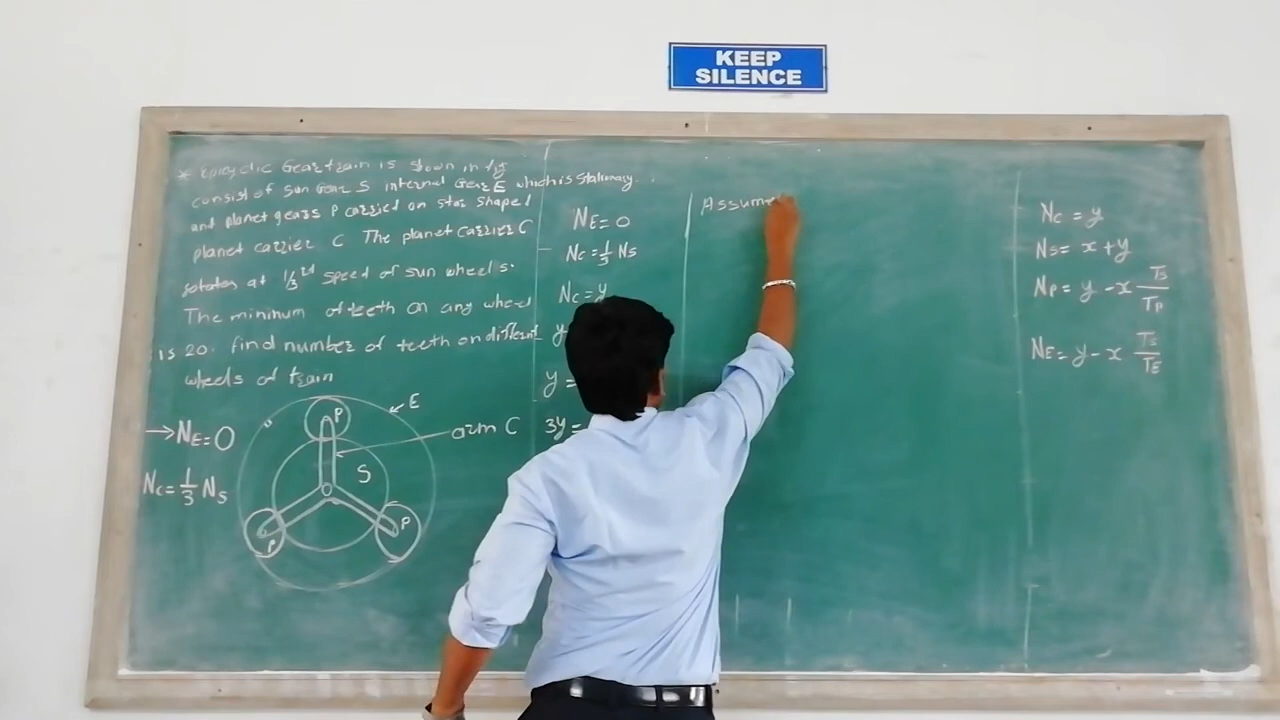 KEEP
SILENCE
* Epicyclic Gear train is shown in fig
consist of sun Gear S internal Gear E which is stationary.
and planet gears P carried on star shaped
planet carrier C The planet carrier C
rotates at 1/3rd speed of sun wheel S.
The mininum of teeth on any wheel
is 20. find number of teeth on different
wheels of train
→ NE=0
NC = 1/3 NS
P
E
arm C
S
P
P
NE=0
NC = 1/3 NS
NC = y
y
y =
3y =
Assume
NC = y
NS = x+y
NP = y - x TS/TP
NE = y - x TS/TE